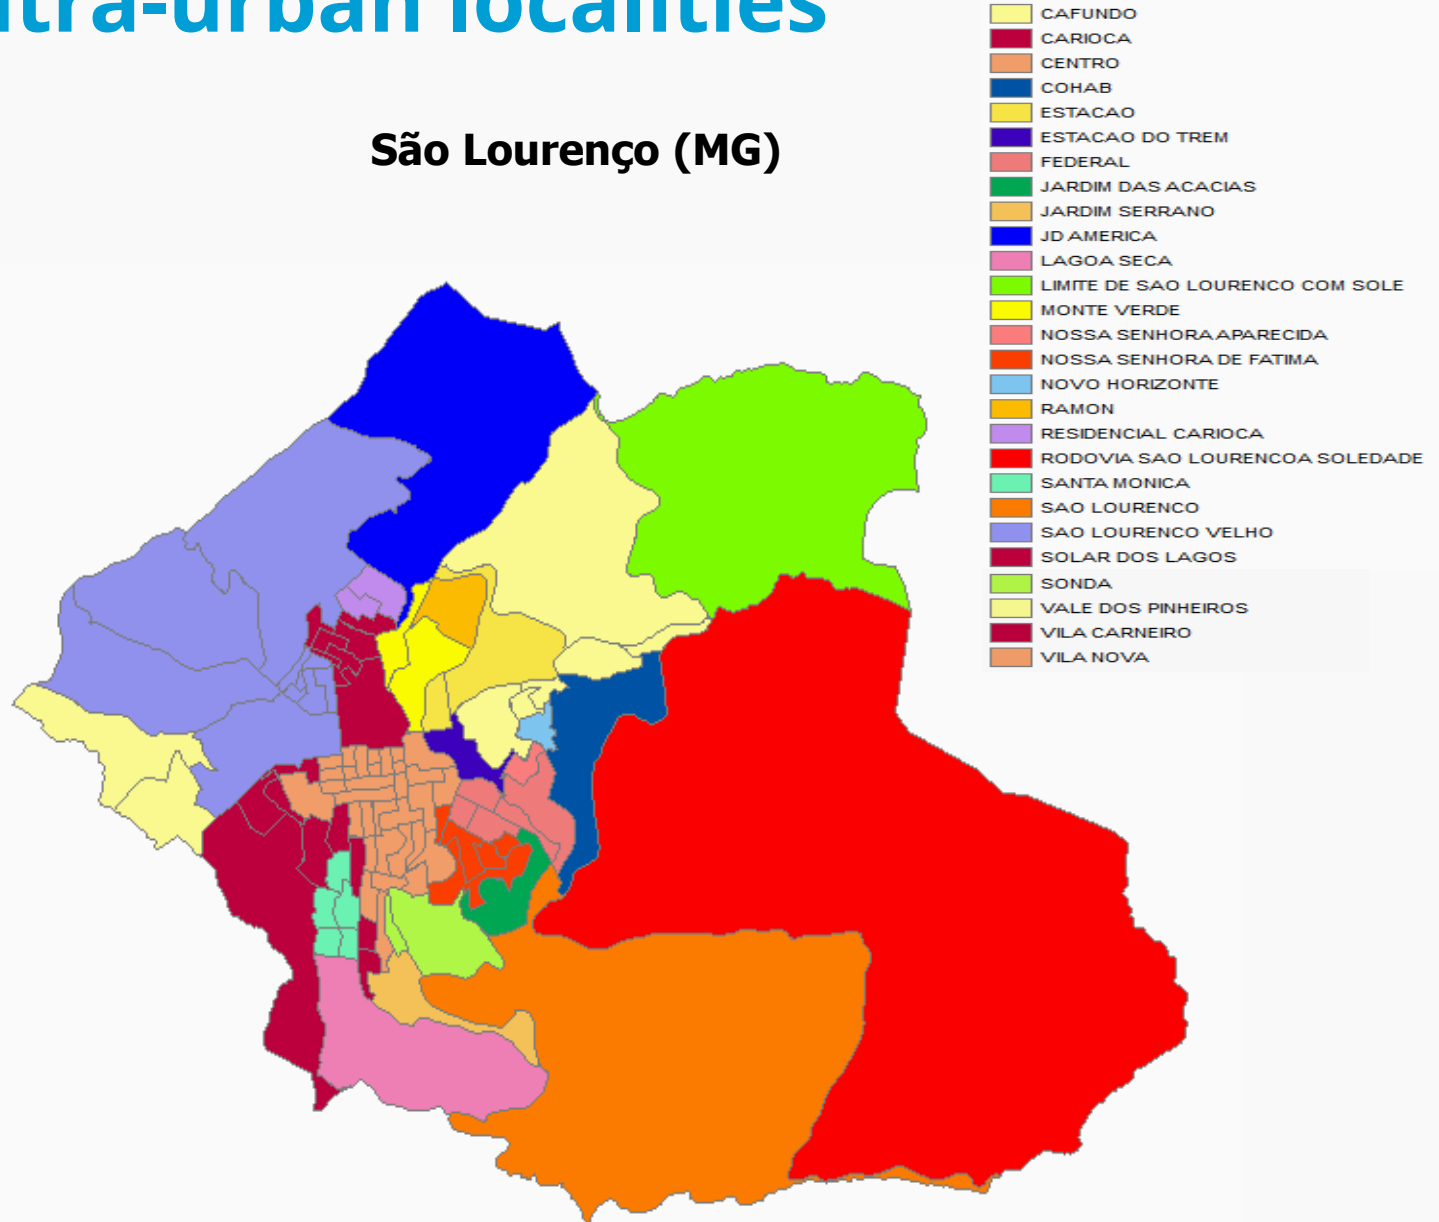 ntra-urban localities
São Lourenço (MG)
CAFUNDO
CARIOCA
CENTRO
COHAB
ESTACAO
ESTACAO DO TREM
FEDERAL
JARDIM DAS ACACIAS
JARDIM SERRANO
JD AMERICA
LAGOA SECA
LIMITE DE SAO LOURENCO COM SOLE
MONTE VERDE
NOSSA SENHORA APARECIDA
NOSSA SENHORA DE FATIMA
NOVO HORIZONTE
RAMON
RESIDENCIAL CARIOCA
RODOVIA SAO LOURENCOA SOLEDADE
SANTA MONICA
SAO LOURENCO
SAO LOURENCO VELHO
SOLAR DOS LAGOS
SONDA
VALE DOS PINHEIROS
VILA CARNEIRO
VILA NOVA